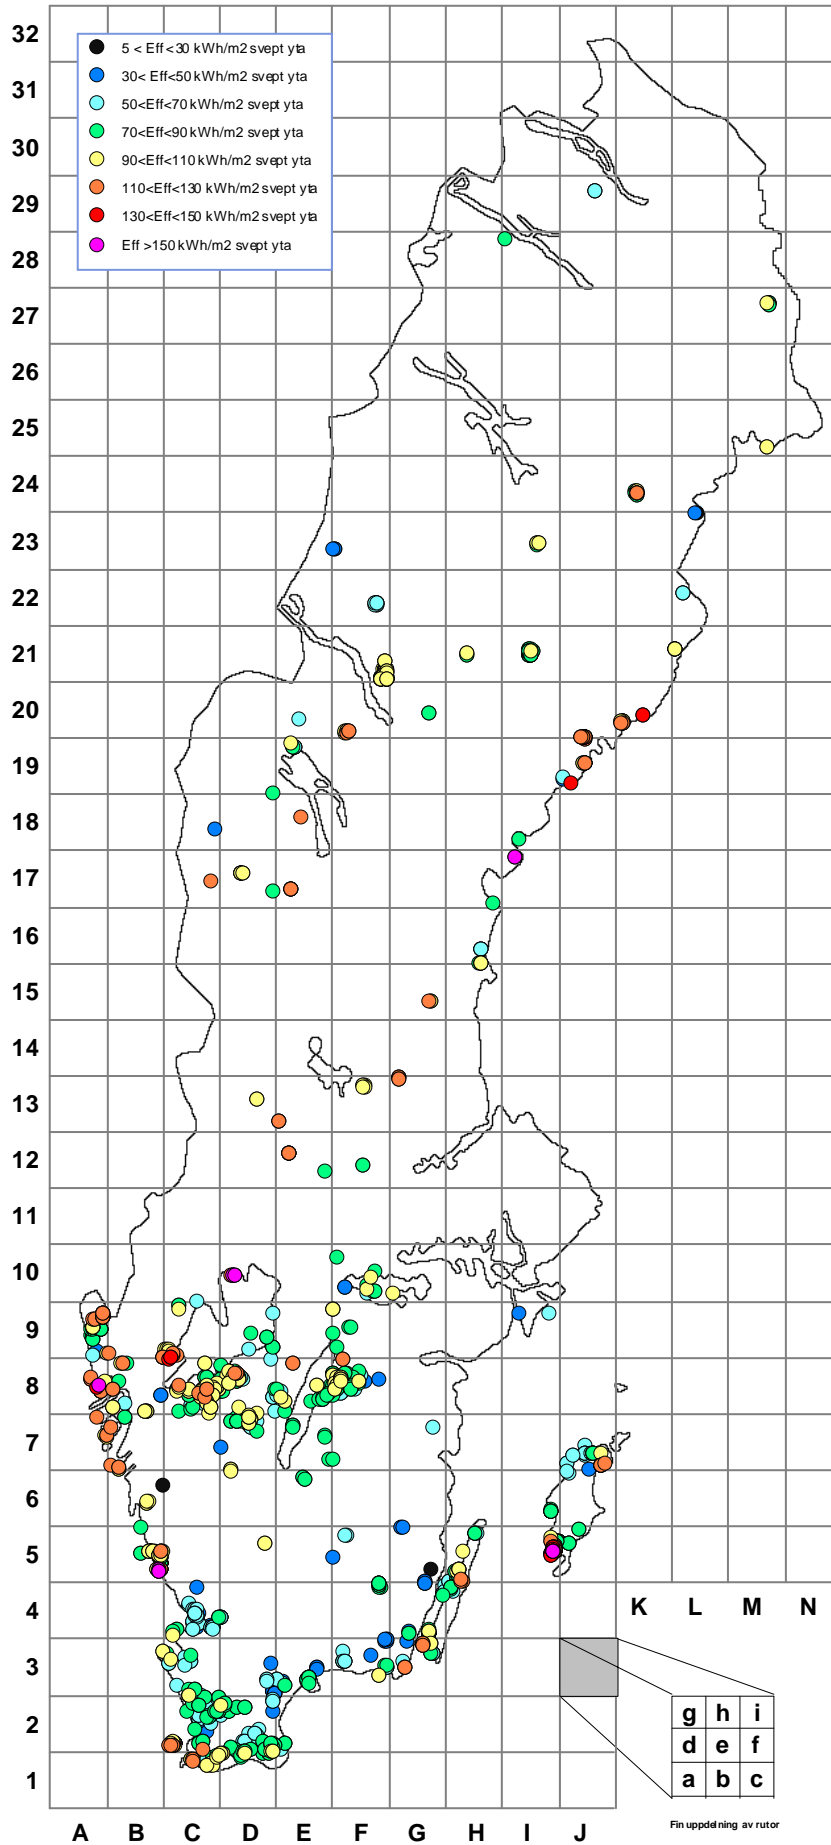 32
5 < Eff<30 kWh/m2 svept yta
30< Eff<50 kWh/m2 svept yta
31
50<Eff<70 kWh/m2 svept yta
70<Eff<90 kWh/m2 svept yta
30
90<Eff<110 kWh/m2 svept yta
110<Eff<130 kWh/m2 svept yta
29
130<Eff<150 kWh/m2 svept yta
Eff >150 kWh/m2 svept yta
28
27
26
25
24
23
22
21
20
19
18
17
16
15
14
13
12
11
10
9
8
7
6
5
4
K L M N
3
g h i
2
d e f
a b c
1
Fin uppdelning av rutor
A B C D E F G H I J